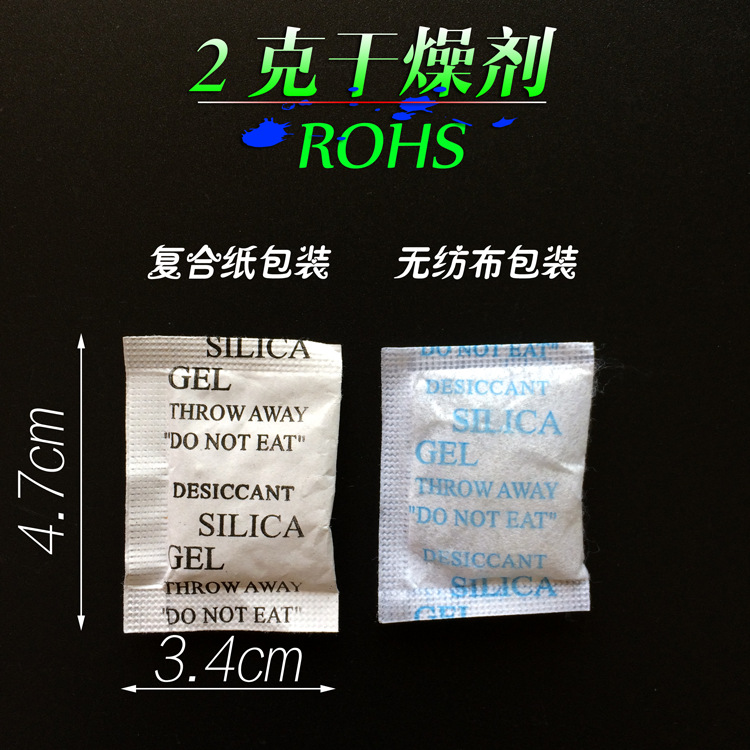 2克干燥剂
ROHS
复合纸包装
无纺布包装
SILICA
GEL
THROW AWAY
"DO NOT EAT"
DESICCANT
SILICA
GEL
THROW AWAY
"DO NOT EAT"
DO NOT EAT"
DESICCANT
SILICA
GEL
THROW AWAY
"DO NOT EAT"
DESICCANT
SILICA
GEL
4.7cm
3.4cm